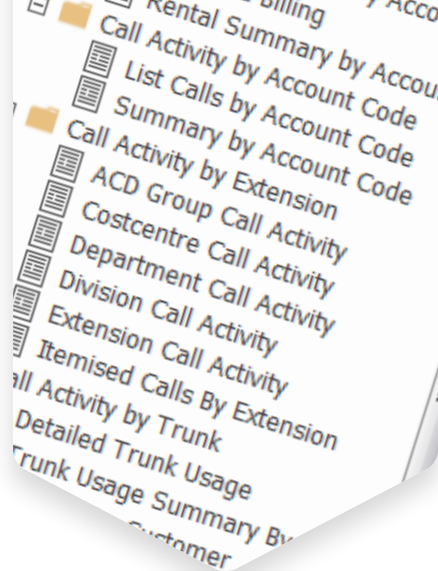 Billing
Rental Summary by Accou
Call Activity by Account Code
List Calls by Account Code
Summary by Account Code
Call Activity by Extension
ACD Group Call Activity
Costcentre Call Activity
Department Call Activity
Division Call Activity
Extension Call Activity
Itemised Calls By Extension
all Activity by Trunk
Detailed Trunk Usage
Trunk Usage Summary By
Customer